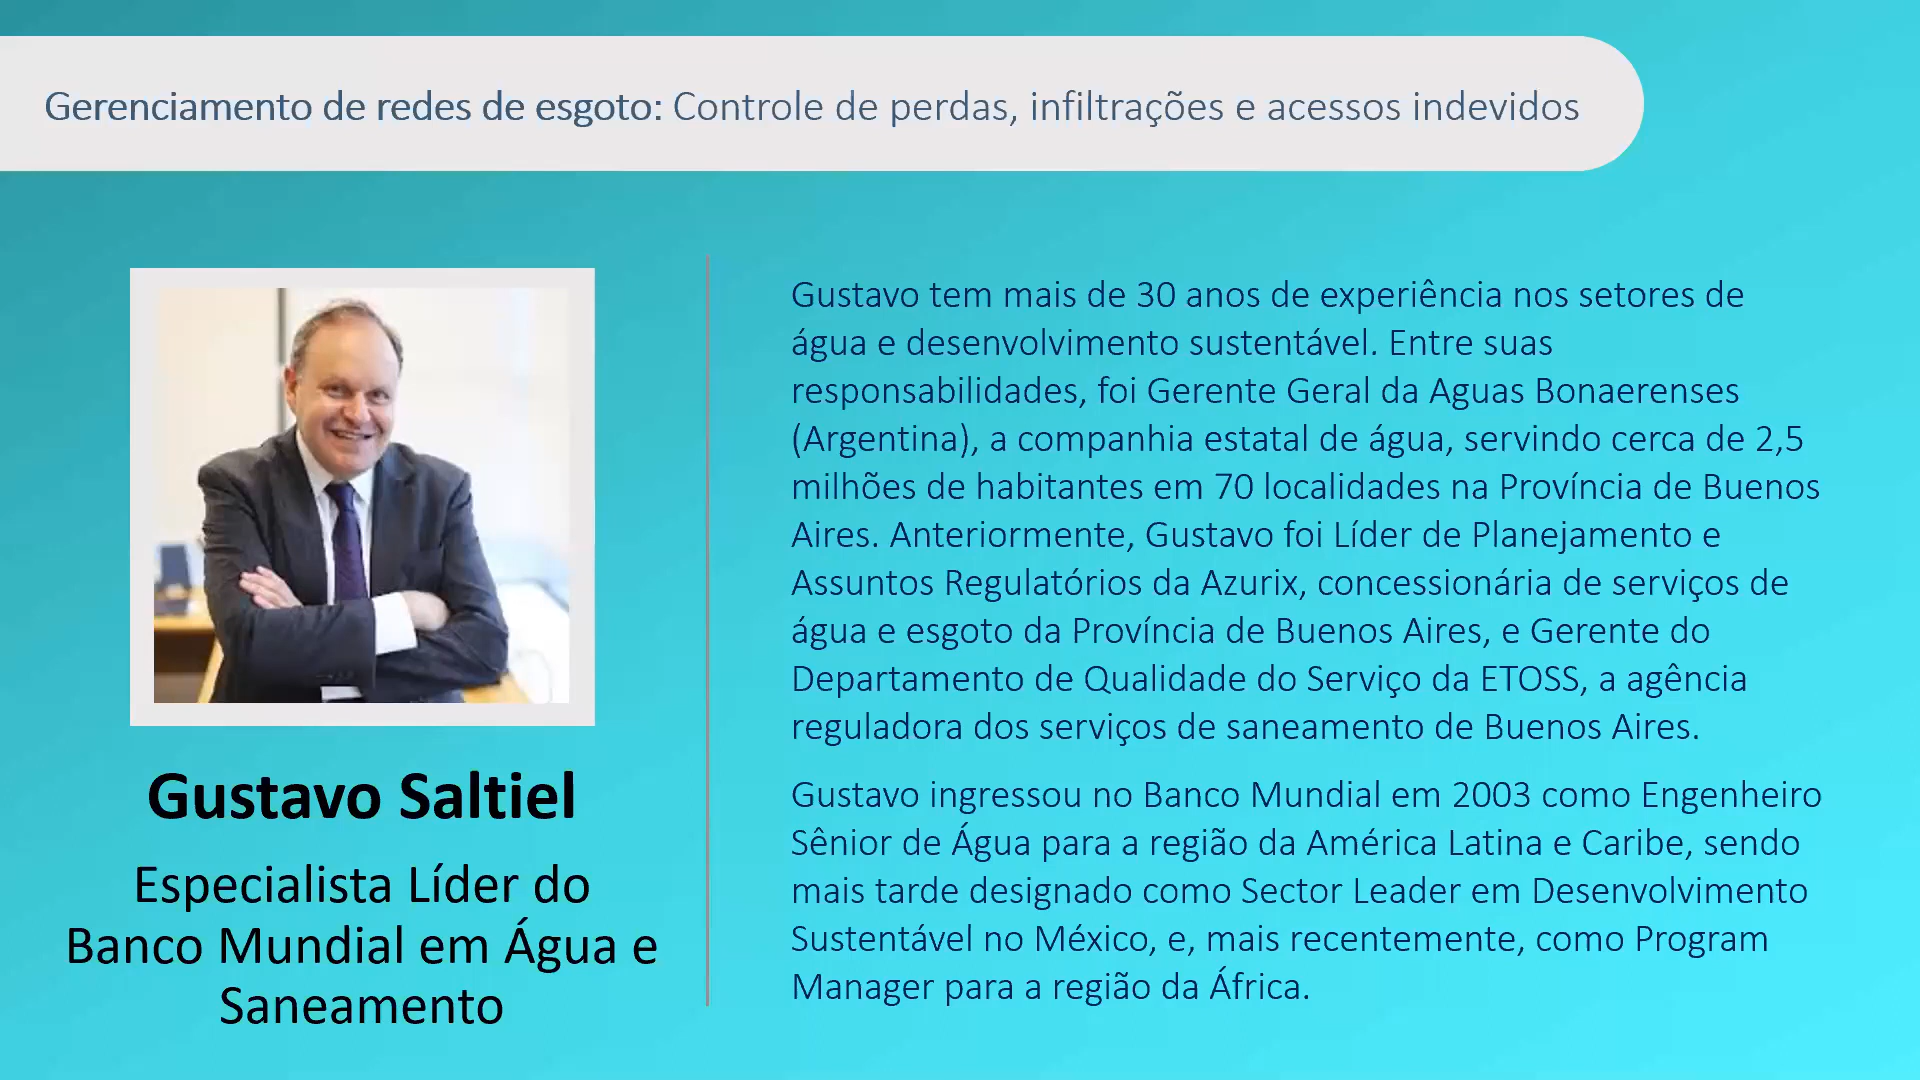 Gerenciamento de redes de esgoto: Controle de perdas, infiltrações e acessos indevidos
Gustavo Saltiel
Especialista Líder do
Banco Mundial em Água e
Saneamento
Gustavo tem mais de 30 anos de experiência nos setores de
água e desenvolvimento sustentável. Entre suas
responsabilidades, foi Gerente Geral da Aguas Bonaerenses
(Argentina), a companhia estatal de água, servindo cerca de 2,5
milhões de habitantes em 70 localidades na Província de Buenos
Aires. Anteriormente, Gustavo foi Líder de Planejamento e
Assuntos Regulatórios da Azurix, concessionária de serviços de
água e esgoto da Província de Buenos Aires, e Gerente do
Departamento de Qualidade do Serviço da ETOSS, a agência
reguladora dos serviços de saneamento de Buenos Aires.
Gustavo ingressou no Banco Mundial em 2003 como Engenheiro
Sênior de Água para a região da América Latina e Caribe, sendo
mais tarde designado como Sector Leader em Desenvolvimento
Sustentável no México, e, mais recentemente, como Program
Manager para a região da África.